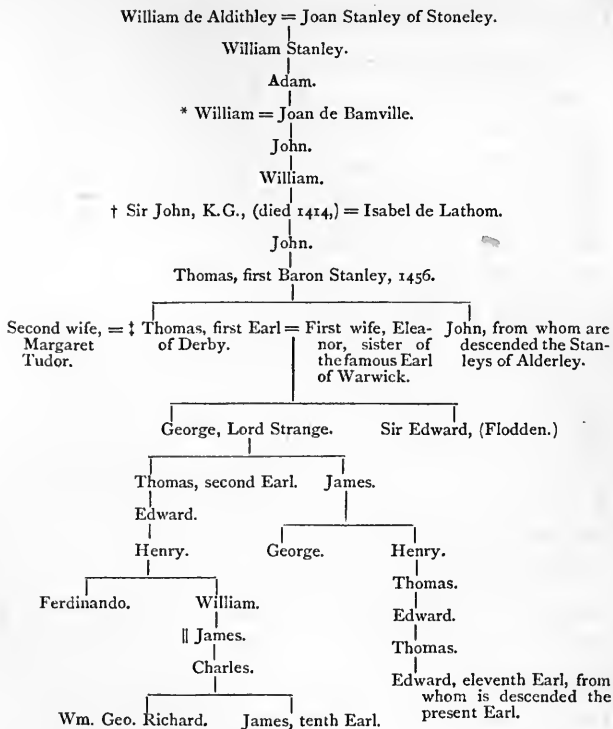 William de Aldithley = Joan Stanley of Stoneley.
William Stanley.
Adam.
* William = Joan de Bamville.
John.
William.
† Sir John, K.G., (died 1414,) = Isabel de Lathom.
John.
Thomas, first Baron Stanley, 1456.
Second wife, = ‡ Thomas, first Earl = First wife, Elea- John, from whom are
Margaret of Derby. nor, sister of descended the Stan-
Tudor. the famous Earl leys of Alderley.
of Warwick.
George, Lord Strange. Sir Edward, (Flodden.)
Thomas, second Earl. James.
Edward.
Henry. George. Henry.
Ferdinando. William. Thomas.
|| James. Edward.
Charles. Thomas.
Wm. Geo. Richard. James, tenth Earl. Edward, eleventh Earl, from
whom is descended the
present Earl.